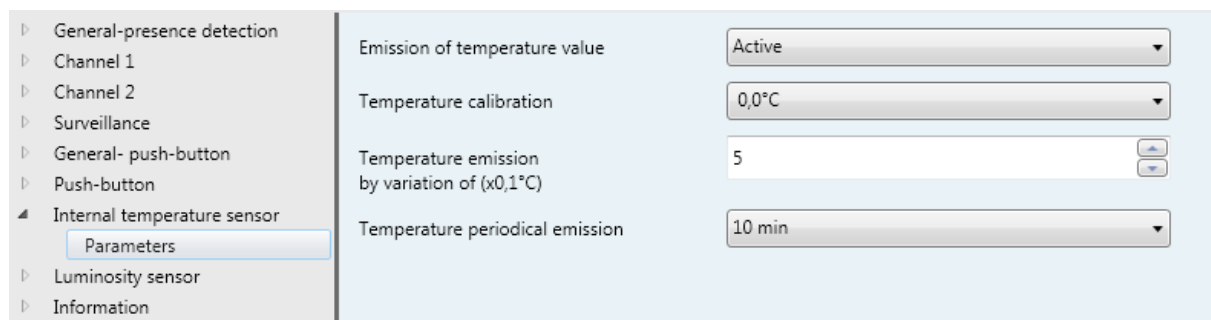 General-presence detection
Channel 1
Channel 2
Surveillance
General- push-button
Push-button
Internal temperature sensor
Parameters
Luminosity sensor
Information
Emission of temperature value
Active
Temperature calibration
0,0°C
Temperature emission
by variation of (x0,1°C)
5
Temperature periodical emission
10 min